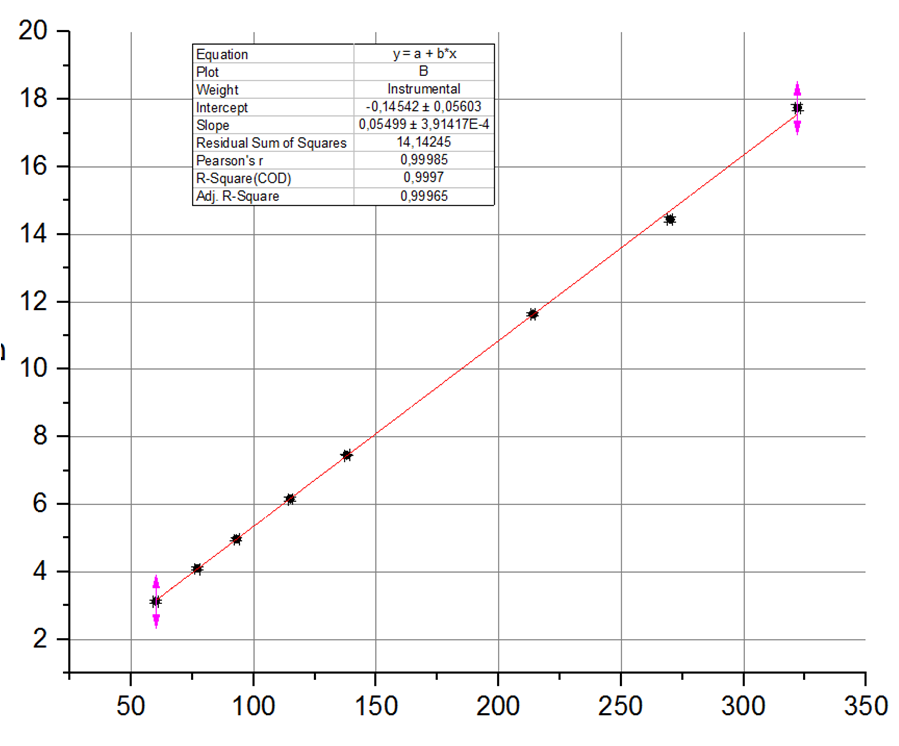 20
18
16
14
12
10
8
6
4
2
Equation y = a + b*x
Plot B
Weight Instrumental
Intercept -0,14542 ± 0,05603
Slope 0,05499 ± 3,91417E-4
Residual Sum of Squares 14,14245
Pearson's r 0,99985
R-Square(COD) 0,9997
Adj. R-Square 0,99965
50 100 150 200 250 300 350